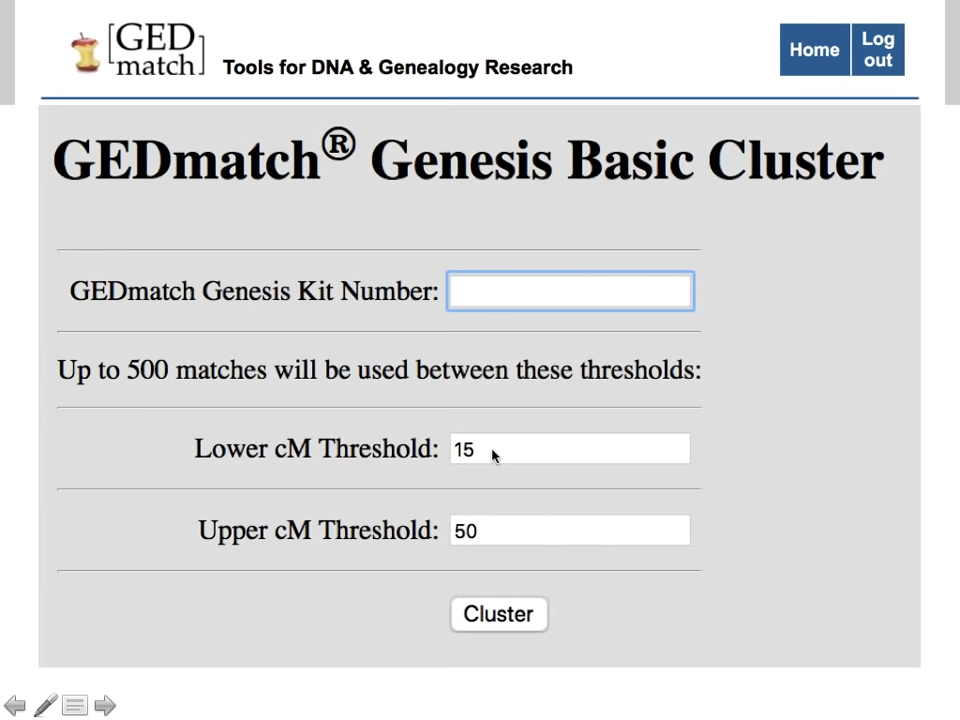 GED
match
Tools for DNA & Genealogy Research
Home
Log
out
GEDmatch® Genesis Basic Cluster
GEDmatch Genesis Kit Number:
Up to 500 matches will be used between these thresholds:
Lower cM Threshold: 15
Upper cM Threshold: 50
Cluster